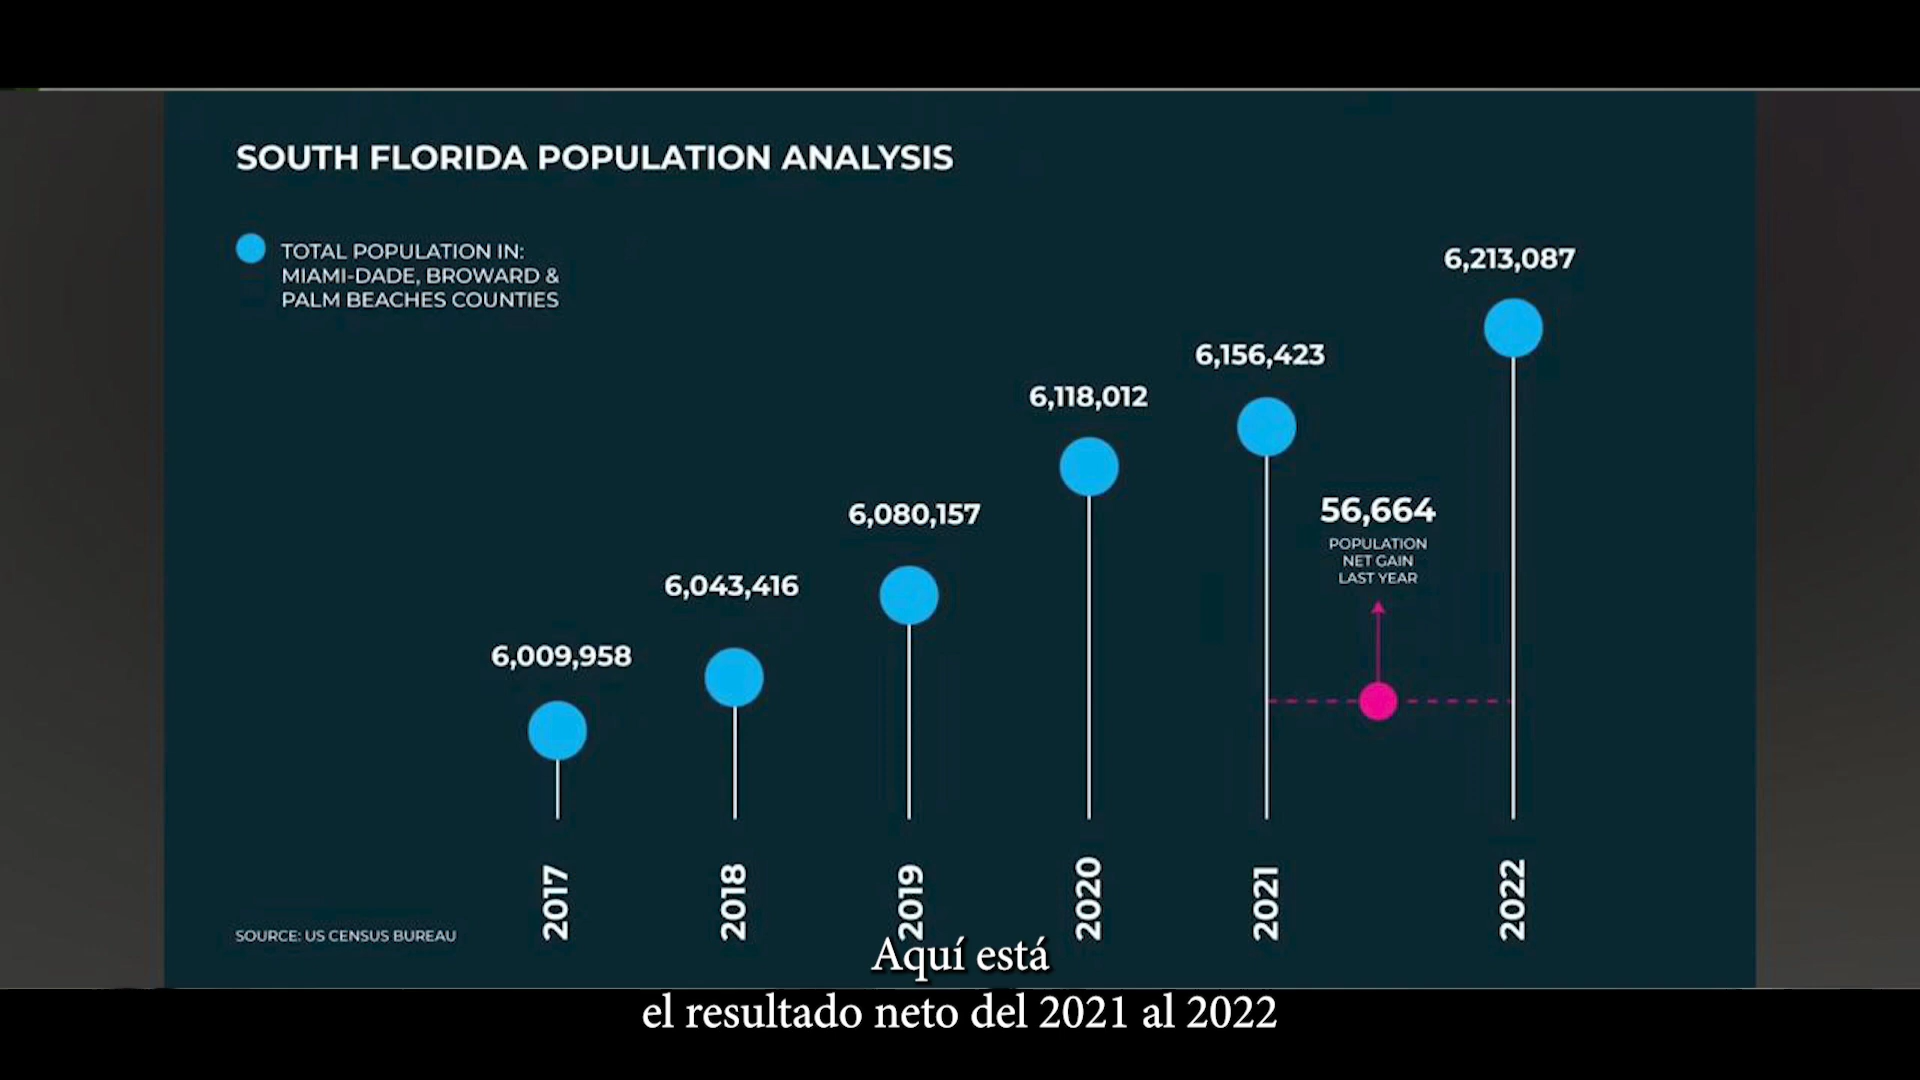 SOUTH FLORIDA POPULATION ANALYSIS
TOTAL POPULATION IN:
MIAMI-DADE, BROWARD &
PALM BEACHES COUNTIES
6,009,958
6,043,416
6,080,157
6,118,012
6,156,423
6,213,087
56,664
POPULATION
NET GAIN
LAST YEAR
2017
2018
2019
2020
2021
2022
SOURCE: US CENSUS BUREAU
Aquí está
el resultado neto del 2021 al 2022